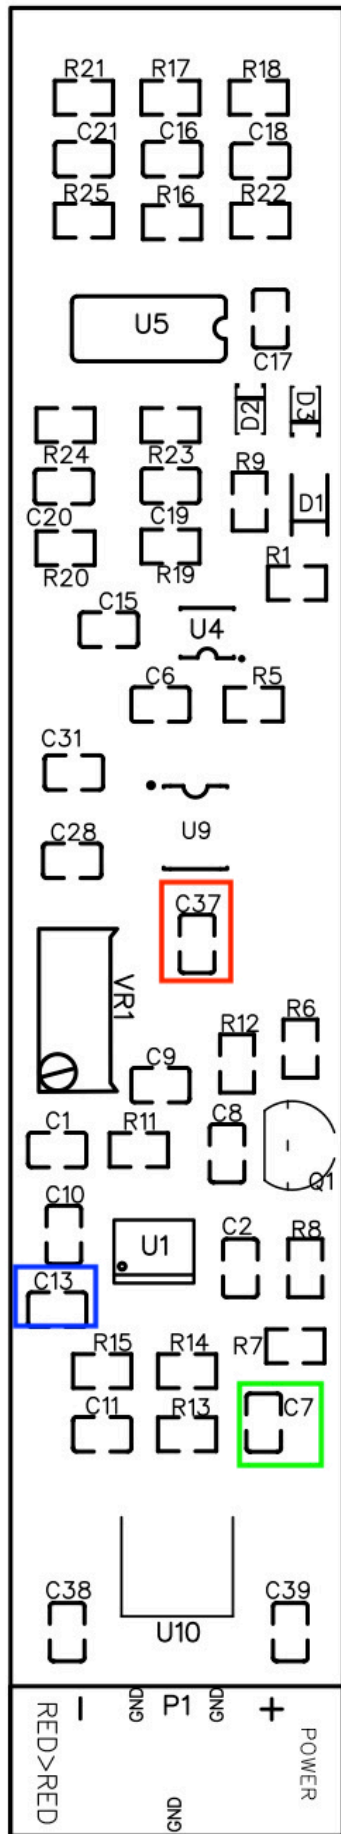 R21 R17 R18
C21 C16 C18
R25 R16 R22
U5
C17
D2 D3
R24 R23 R9
D1
C20 C19
R20 R19 R1
C15 U4
C6 R5
C31
U9
C28
C37
VR1
R12 R6
C9
C1 R11 C8
Q1
C10
U1 C2 R8
C13
R15 R14 R7
C11 R13 C7
C38 C39
U10
- GND P1 GND +
RED>RED POWER
GND